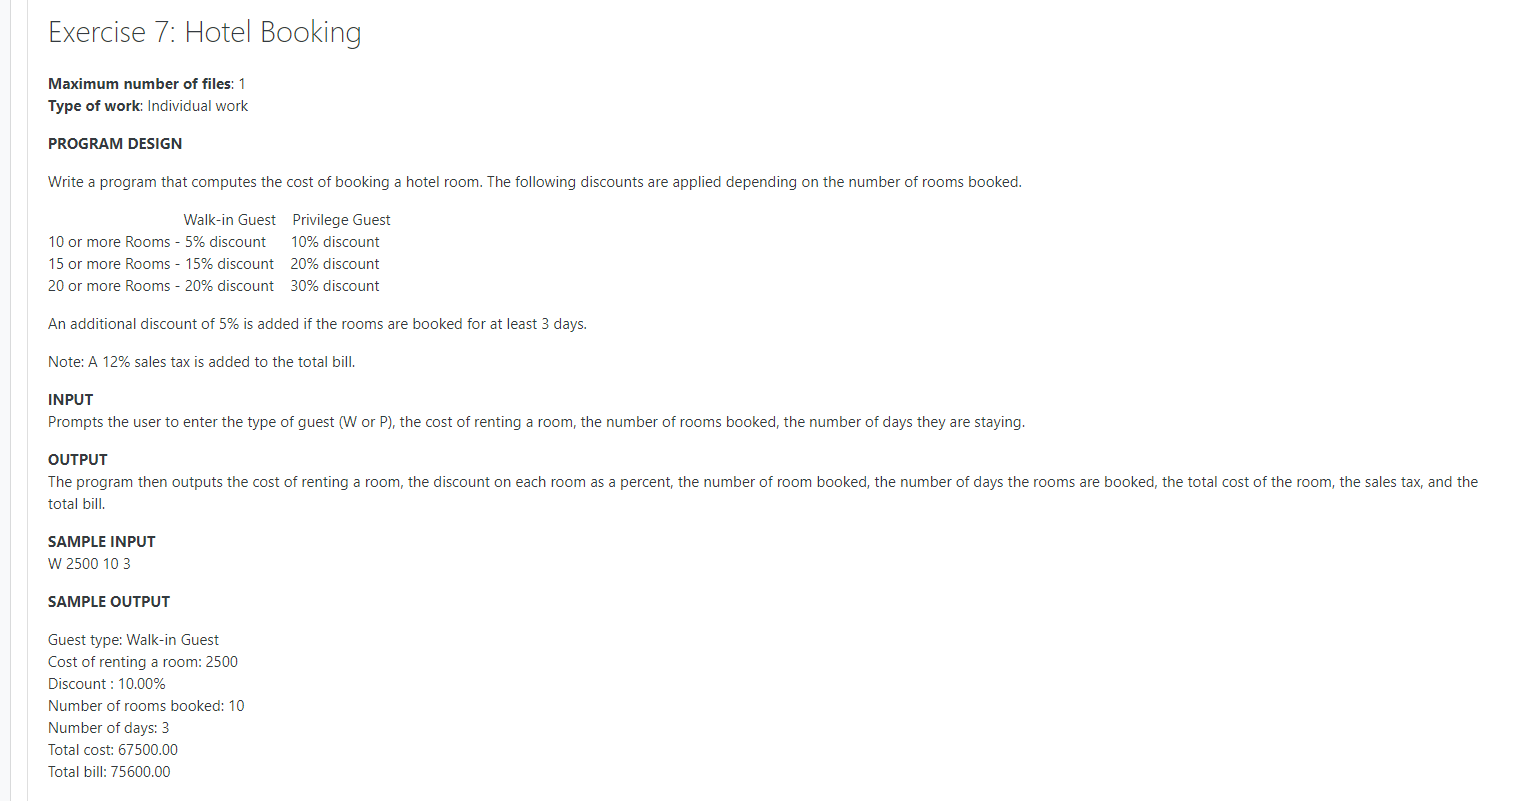 Exercise 7: Hotel Booking
Maximum number of files: 1
Type of work: Individual work
PROGRAM DESIGN
Write a program that computes the cost of booking a hotel room. The following discounts are applied depending on the number of rooms booked.
Walk-in Guest Privilege Guest
10 or more Rooms - 5% discount 10% discount
15 or more Rooms - 15% discount 20% discount
20 or more Rooms - 20% discount 30% discount
An additional discount of 5% is added if the rooms are booked for at least 3 days.
Note: A 12% sales tax is added to the total bill.
INPUT
Prompts the user to enter the type of guest (W or P), the cost of renting a room, the number of rooms booked, the number of days they are staying.
OUTPUT
The program then outputs the cost of renting a room, the discount on each room as a percent, the number of room booked, the number of days the rooms are booked, the total cost of the room, the sales tax, and the
total bill.
SAMPLE INPUT
W 2500 10 3
SAMPLE OUTPUT
Guest type: Walk-in Guest
Cost of renting a room: 2500
Discount : 10.00%
Number of rooms booked: 10
Number of days: 3
Total cost: 67500.00
Total bill: 75600.00